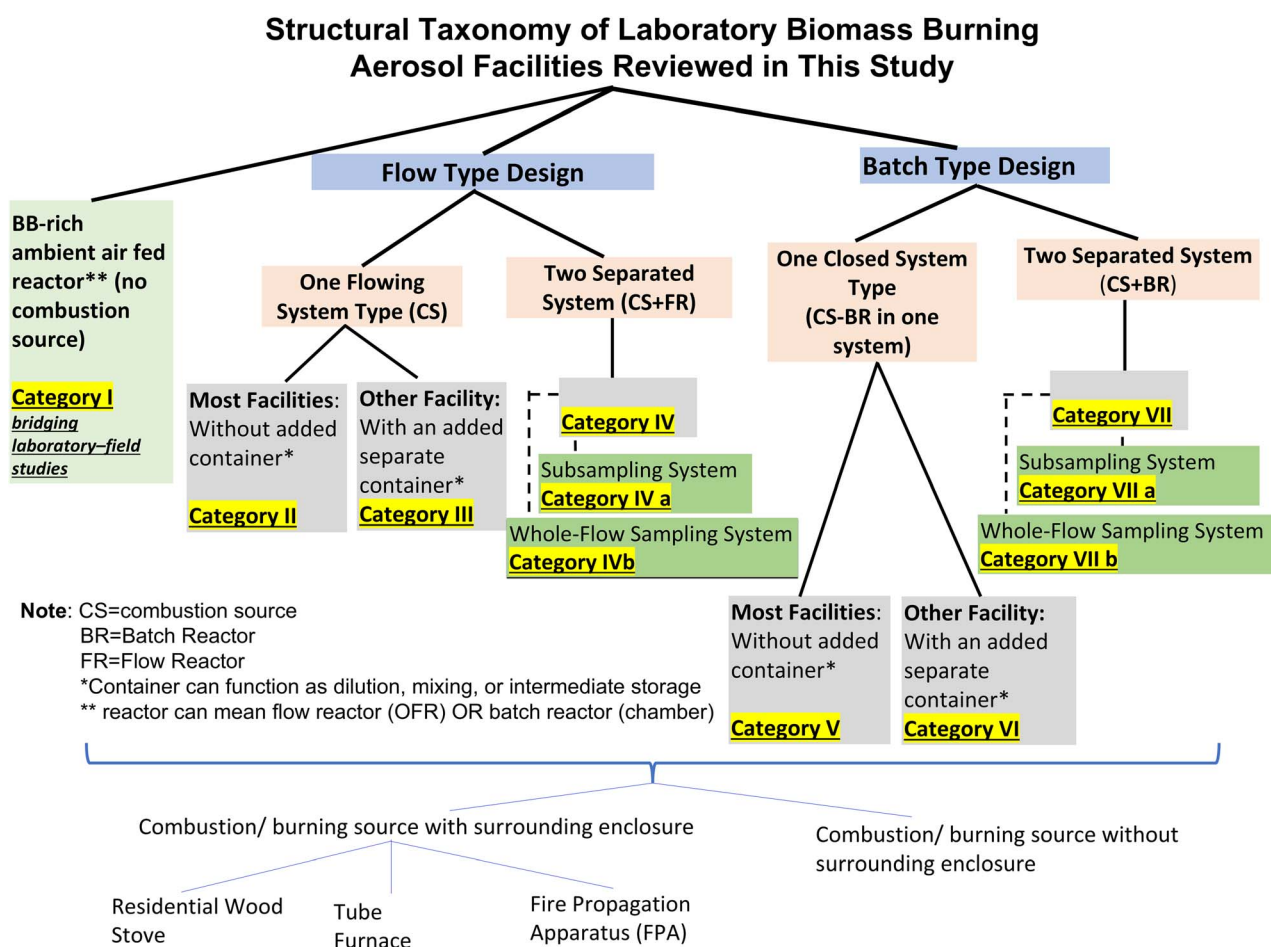 Structural Taxonomy of Laboratory Biomass Burning
Aerosol Facilities Reviewed in This Study
Flow Type Design
Batch Type Design
BB-rich
ambient air fed
reactor** (no
combustion
source)
Category I
bridging
laboratory–field
studies
One Flowing
System Type (CS)
Two Separated
System (CS+FR)
One Closed System
Type
(CS-BR in one
system)
Two Separated System
(CS+BR)
Most Facilities:
Without added
container*
Category II
Other Facility:
With an added
separate
container*
Category III
Category IV
Subsampling System
Category IV a
Whole-Flow Sampling System
Category IVb
Category VII
Subsampling System
Category VII a
Whole-Flow Sampling System
Category VII b
Most Facilities:
Without added
container*
Category V
Other Facility:
With an added
separate
container*
Category VI
Note: CS=combustion source
BR=Batch Reactor
FR=Flow Reactor
*Container can function as dilution, mixing, or intermediate storage
** reactor can mean flow reactor (OFR) OR batch reactor (chamber)
Combustion/ burning source with surrounding enclosure
Combustion/ burning source without
surrounding enclosure
Residential Wood
Stove
Tube
Furnace
Fire Propagation
Apparatus (FPA)